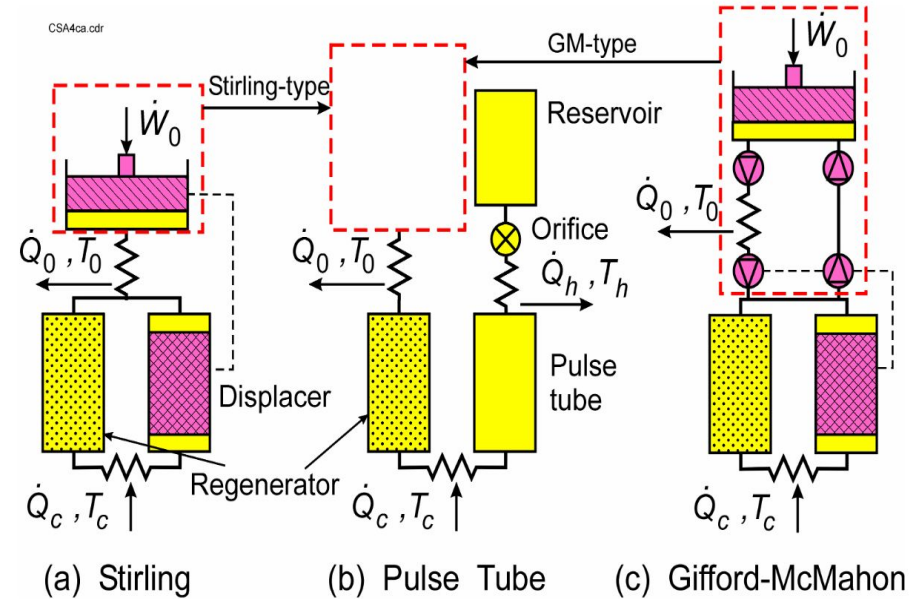 CSA4ca.cdr
Ẇ0
Stirling-type
GM-type
Ẇ0
Reservoir
Q̇0 ,T0
Q̇0 ,T0
Orifice
Q̇h ,Th
Q̇0 ,T0
Displacer
Pulse
tube
Regenerator
Q̇c ,Tc
Q̇c ,Tc
Q̇c ,Tc
(a) Stirling
(b) Pulse Tube
(c) Gifford-McMahon